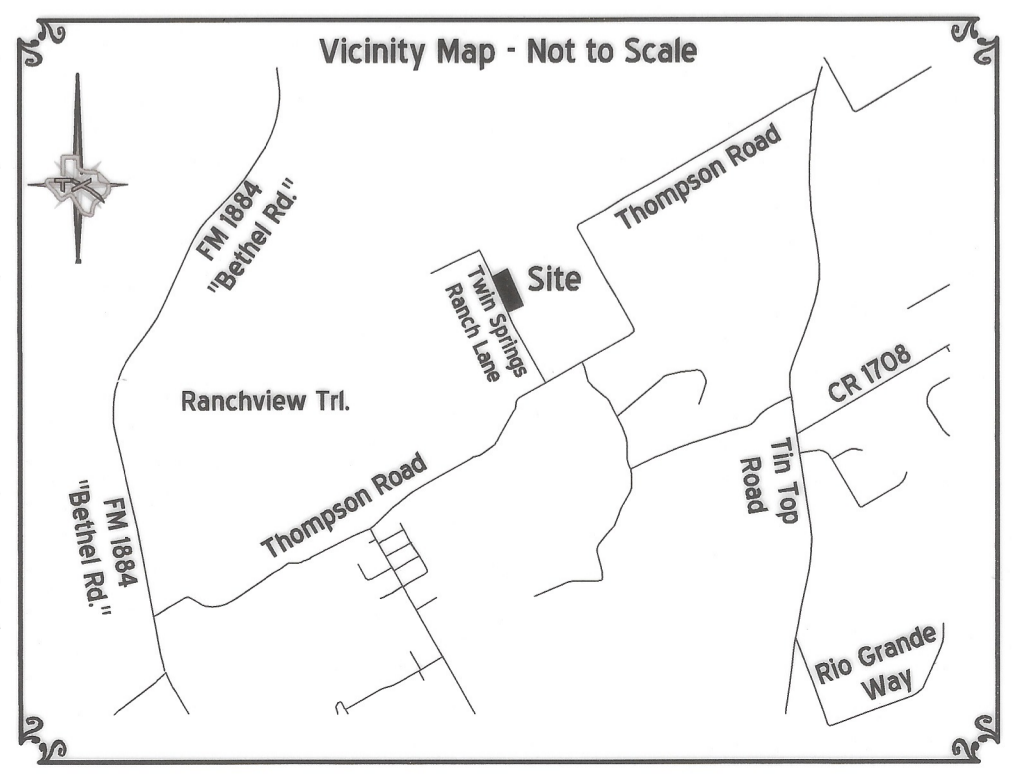 Vicinity Map - Not to Scale
TX
FM 1884
"Bethel Rd."
Thompson Road
Site
Twin Springs
Ranch Lane
CR 1708
Ranchview Trl.
Thompson Road
Tin Top
Road
FM 1884
"Bethel Rd."
Rio Grande
Way